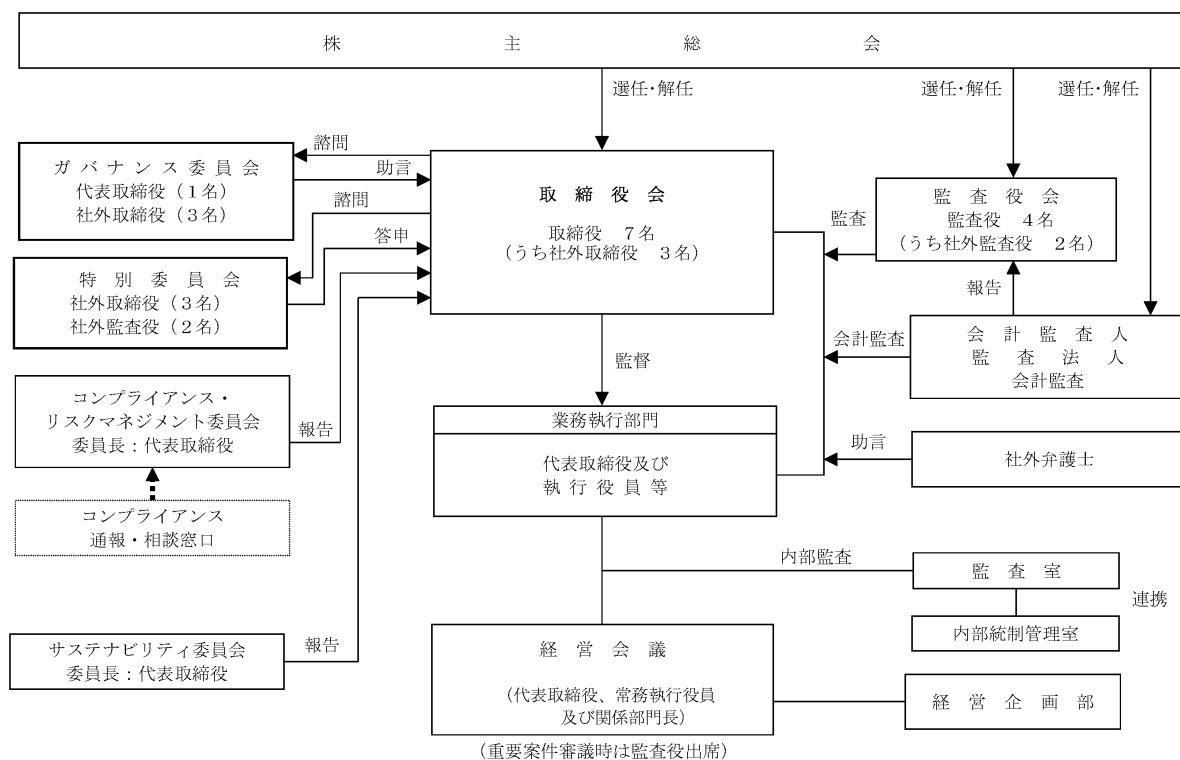 株主総会
選任・解任
選任・解任
選任・解任
諮問
ガバナンス委員会
代表取締役（１名）
社外取締役（３名）
助言
諮問
答申
取締役会
取締役　７名
（うち社外取締役　３名）
監査
監査役会
監査役　４名
（うち社外監査役　２名）
特別委員会
社外取締役（３名）
社外監査役（２名）
報告
会計監査
会計監査人
監査法人
会計監査
監督
コンプライアンス・
リスクマネジメント委員会
委員長：代表取締役
報告
業務執行部門
代表取締役及び
執行役員等
助言
社外弁護士
コンプライアンス
通報・相談窓口
内部監査
監査室
連携
内部統制管理室
サステナビリティ委員会
委員長：代表取締役
報告
経営会議
（代表取締役、常務執行役員
及び関係部門長）
経営企画部
（重要案件審議時は監査役出席）